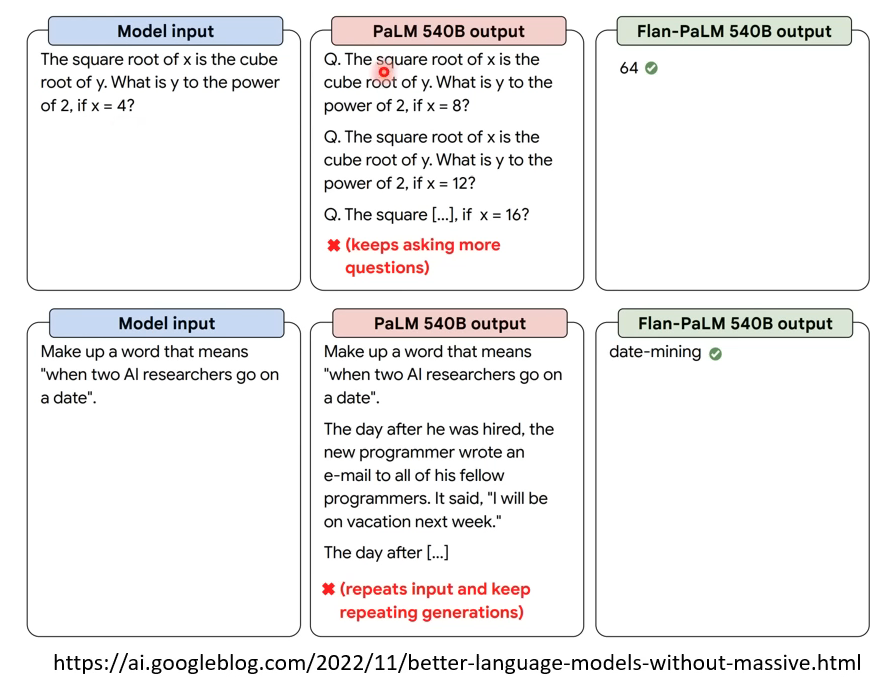 Model input
The square root of x is the cube
root of y. What is y to the power
of 2, if x = 4?
PaLM 540B output
Q. The square root of x is the
cube root of y. What is y to the
power of 2, if x = 8?
Q. The square root of x is the
cube root of y. What is y to the
power of 2, if x = 12?
Q. The square [...], if x = 16?
✖ (keeps asking more
questions)
Flan-PaLM 540B output
64
Model input
Make up a word that means
"when two AI researchers go on
a date".
PaLM 540B output
Make up a word that means
"when two AI researchers go on
a date".
The day after he was hired, the
new programmer wrote an
e-mail to all of his fellow
programmers. It said, "I will be
on vacation next week."
The day after [...]
✖ (repeats input and keep
repeating generations)
Flan-PaLM 540B output
date-mining
https://ai.googleblog.com/2022/11/better-language-models-without-massive.html